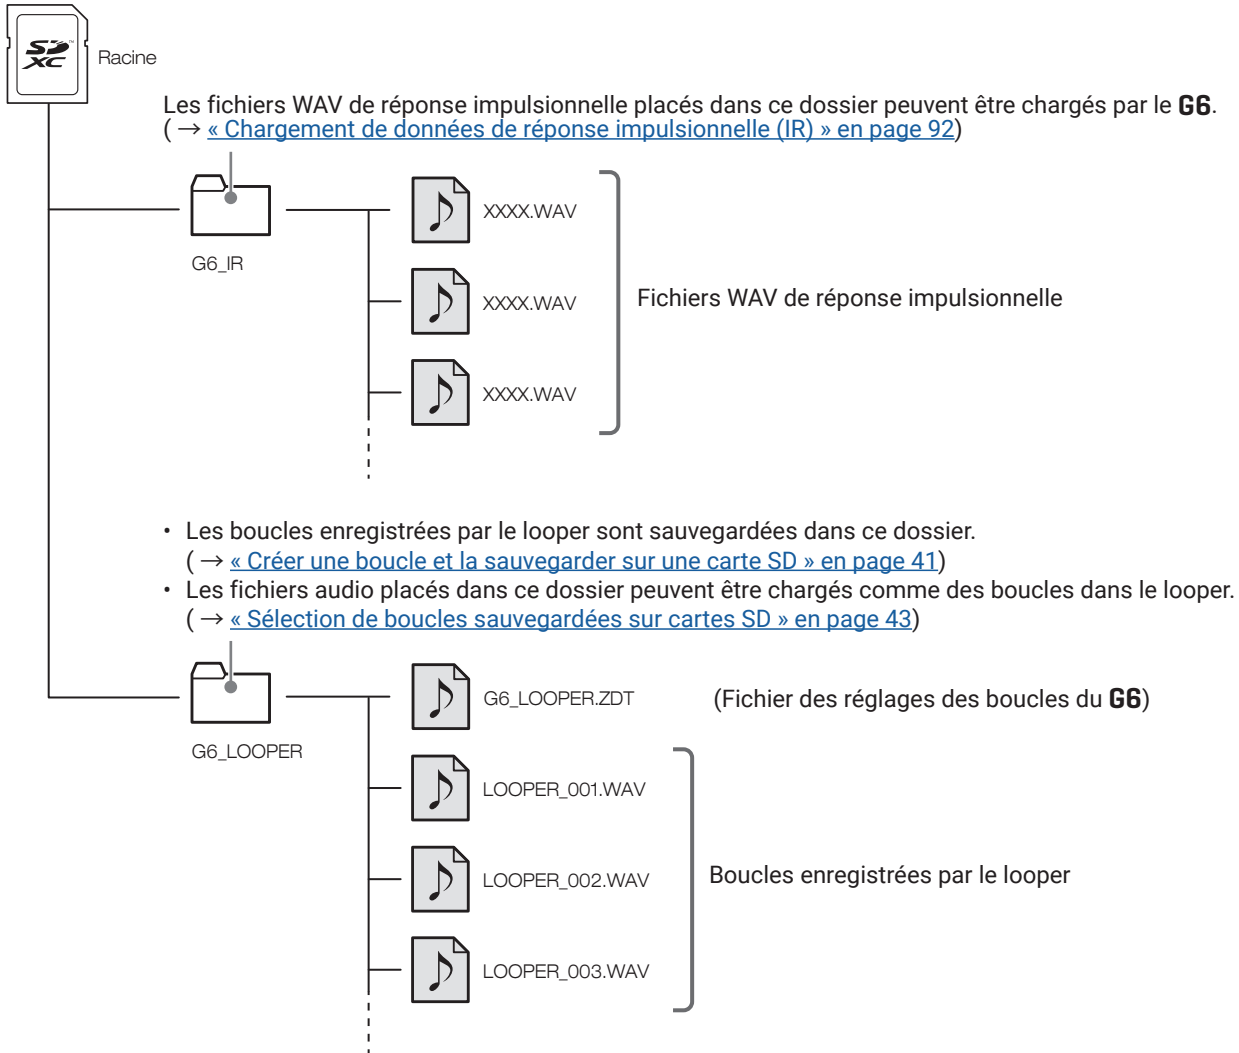 SD XC™
Racine
Les fichiers WAV de réponse impulsionnelle placés dans ce dossier peuvent être chargés par le G6.
( → « Chargement de données de réponse impulsionnelle (IR) » en page 92)
XXXX.WAV
G6_IR
XXXX.WAV
Fichiers WAV de réponse impulsionnelle
XXXX.WAV
• Les boucles enregistrées par le looper sont sauvegardées dans ce dossier.
( → « Créer une boucle et la sauvegarder sur une carte SD » en page 41)
• Les fichiers audio placés dans ce dossier peuvent être chargés comme des boucles dans le looper.
( → « Sélection de boucles sauvegardées sur cartes SD » en page 43)
G6_LOOPER.ZDT
(Fichier des réglages des boucles du G6)
G6_LOOPER
LOOPER_001.WAV
LOOPER_002.WAV
Boucles enregistrées par le looper
LOOPER_003.WAV